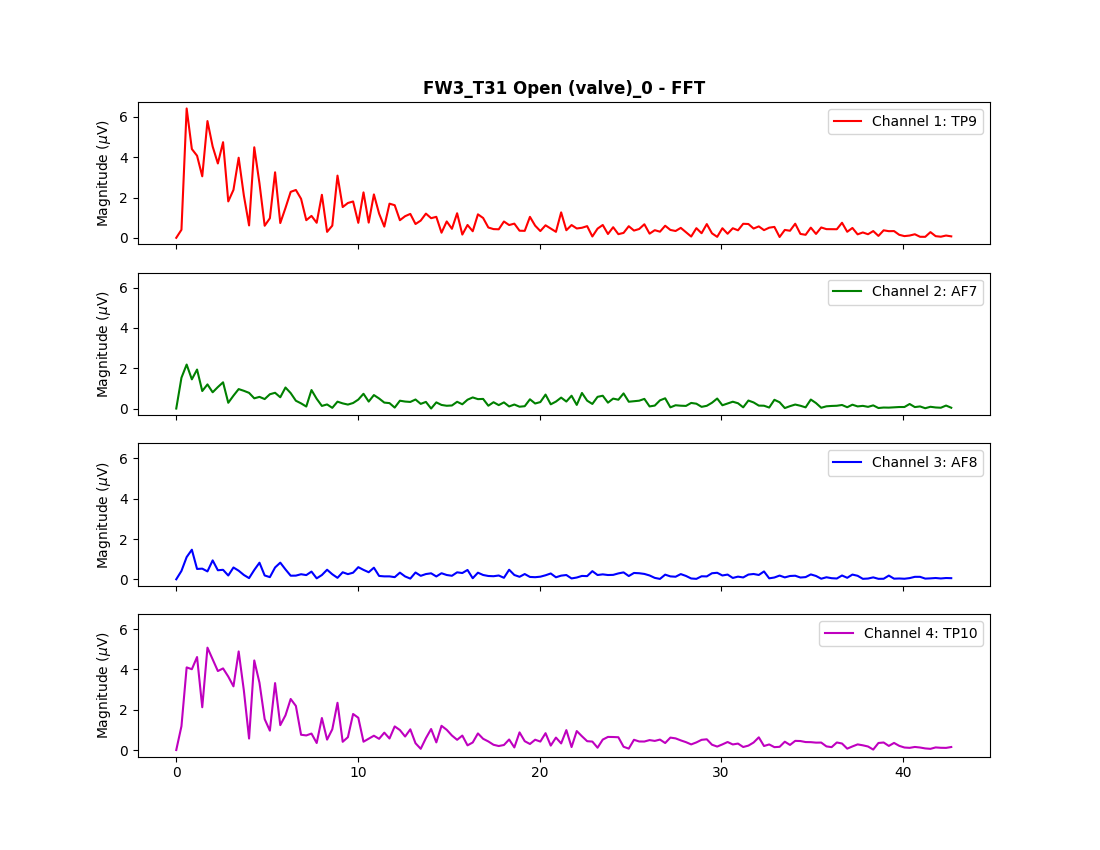 FW3_T31 Open (valve)_0 - FFT
Magnitude (μV)
6
4
2
0
Channel 1: TP9
Magnitude (μV)
6
4
2
0
Channel 2: AF7
Magnitude (μV)
6
4
2
0
Channel 3: AF8
Magnitude (μV)
6
4
2
0
Channel 4: TP10
0 10 20 30 40